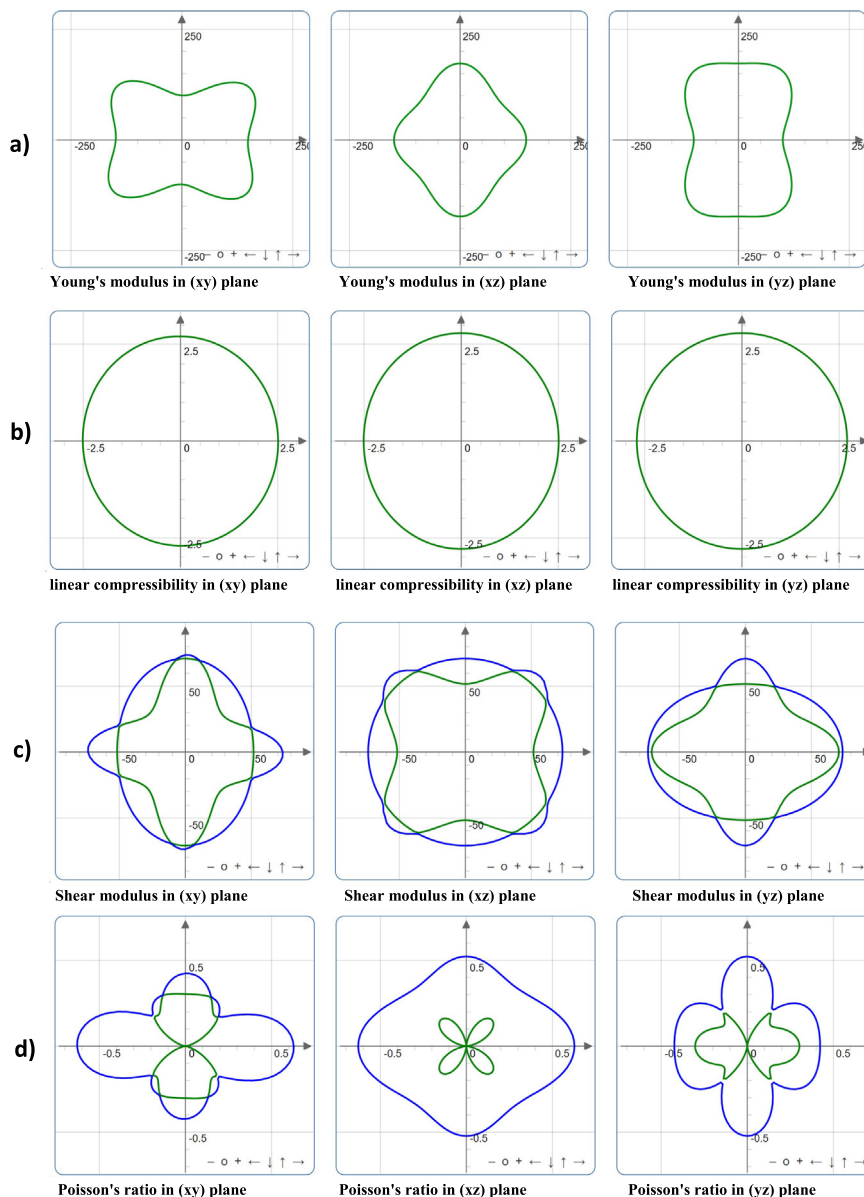 250 250 250
a) -250 0 250 -250 0 250 -250 0 250
-250 - o + ← ↓ ↑ → -250 - o + ← ↓ ↑ → -250 - o + ← ↓ ↑ →
Young's modulus in (xy) plane Young's modulus in (xz) plane Young's modulus in (yz) plane
2.5 2.5 2.5
b) -2.5 0 2.5 -2.5 0 2.5 -2.5 0 2.5
-2.5 - o + ← ↓ ↑ → -2.5 - o + ← ↓ ↑ → -2.5 - o + ← ↓ ↑ →
linear compressibility in (xy) plane linear compressibility in (xz) plane linear compressibility in (yz) plane
50 50 50
c) -50 0 50 -50 0 50 -50 0 50
-50 -50 -50
- o + ← ↓ ↑ → - o + ← ↓ ↑ → - o + ← ↓ ↑ →
Shear modulus in (xy) plane Shear modulus in (xz) plane Shear modulus in (yz) plane
0.5 0.5 0.5
d) -0.5 0 0.5 -0.5 0 0.5 -0.5 0 0.5
-0.5 -0.5 -0.5
- o + ← ↓ ↑ → - o + ← ↓ ↑ → - o + ← ↓ ↑ →
Poisson's ratio in (xy) plane Poisson's ratio in (xz) plane Poisson's ratio in (yz) plane